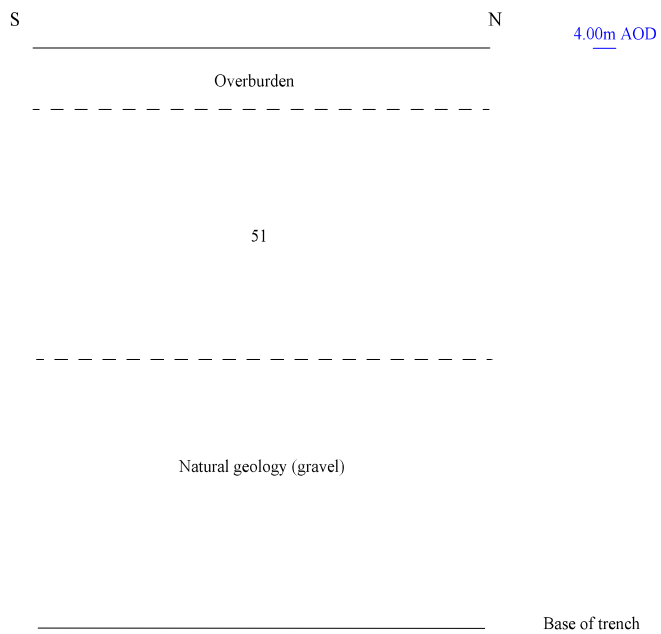 S
N
4.00m AOD
Overburden
51
Natural geology (gravel)
Base of trench